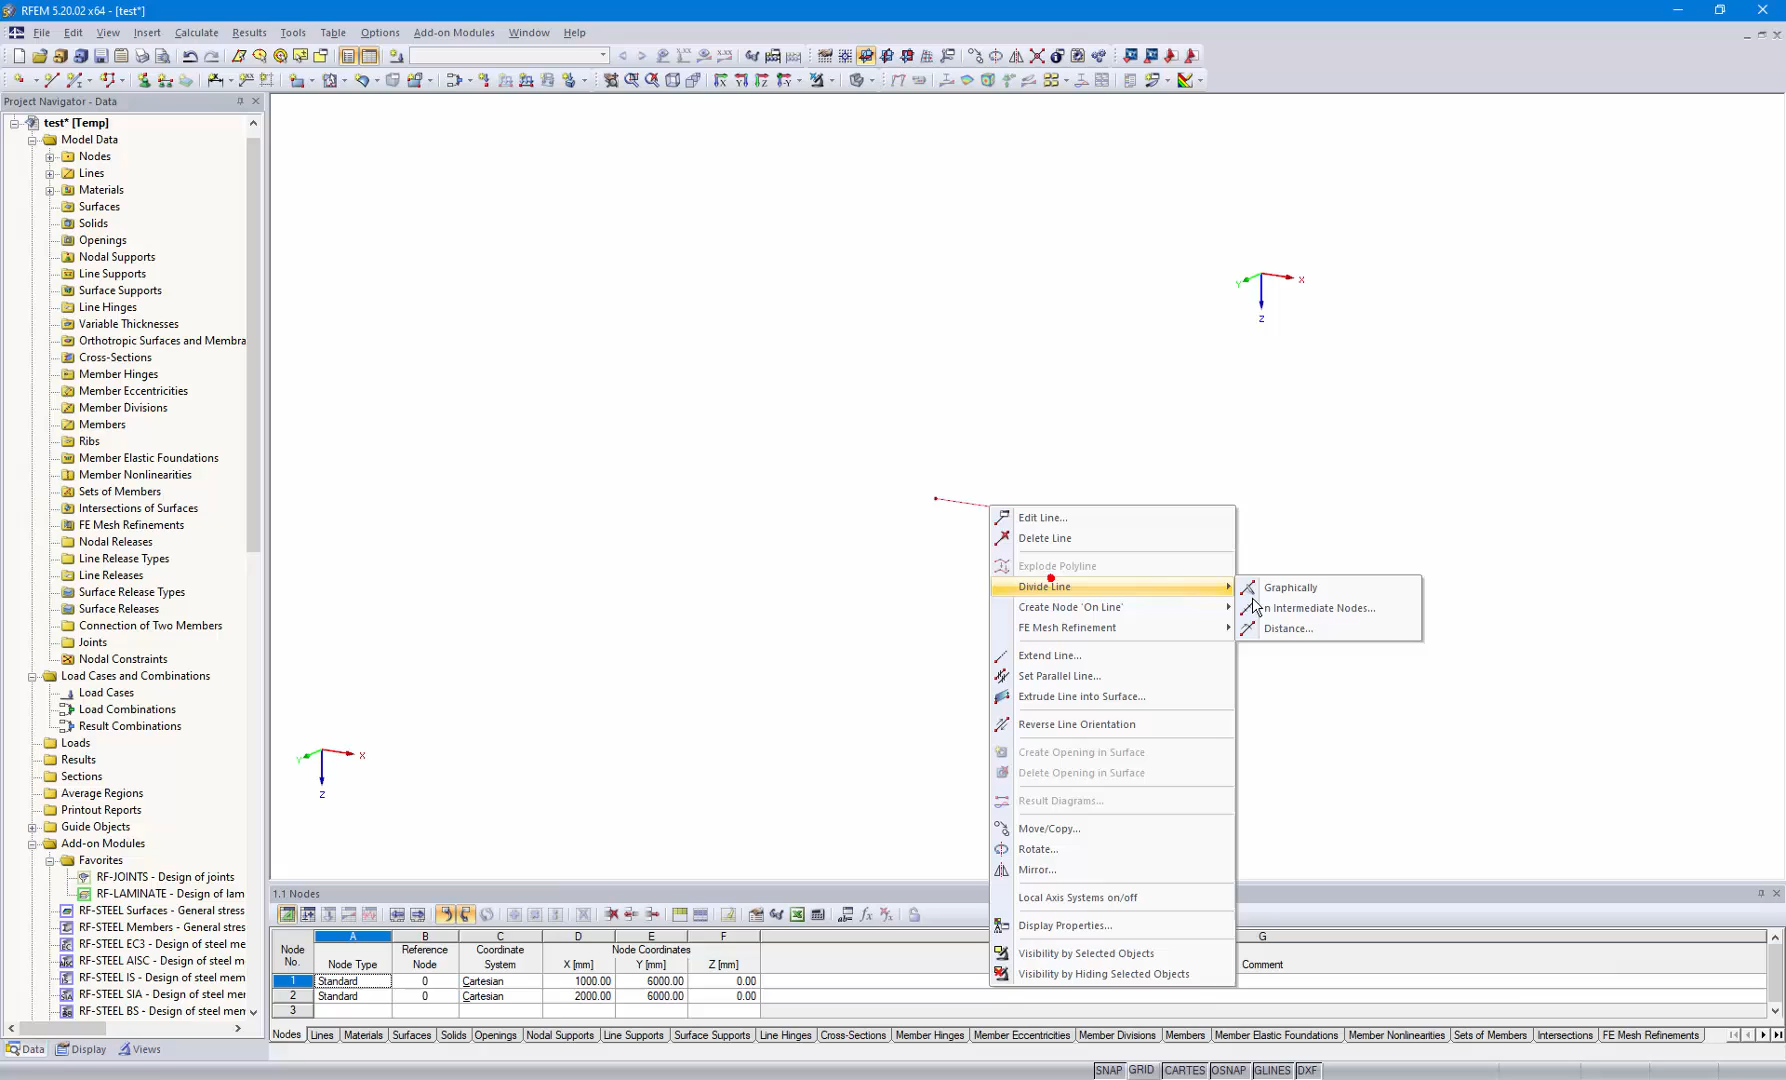 RFEM 5.20.02 x64 - [test*]
File Edit View Insert Calculate Results Tools Table Options Add-on Modules Window Help
Project Navigator - Data
test* [Temp]
Model Data
Nodes
Lines
Materials
Surfaces
Solids
Openings
Nodal Supports
Line Supports
Surface Supports
Line Hinges
Variable Thicknesses
Orthotropic Surfaces and Membra
Cross-Sections
Member Hinges
Member Eccentricities
Member Divisions
Members
Ribs
Member Elastic Foundations
Member Nonlinearities
Sets of Members
Intersections of Surfaces
FE Mesh Refinements
Nodal Releases
Line Release Types
Line Releases
Surface Release Types
Surface Releases
Connection of Two Members
Joints
Nodal Constraints
Load Cases and Combinations
Load Cases
Load Combinations
Result Combinations
Loads
Results
Sections
Average Regions
Printout Reports
Guide Objects
Add-on Modules
Favorites
RF-JOINTS - Design of joints
RF-LAMINATE - Design of lam
RF-STEEL Surfaces - General stress
RF-STEEL Members - General stress
RF-STEEL EC3 - Design of steel me
RF-STEEL AISC - Design of steel me
RF-STEEL IS - Design of steel mem
RF-STEEL SIA - Design of steel mer
RF-STEEL BS - Design of steel mem
Data Display Views
X
Y
Z
X
Y
Z
Edit Line...
Delete Line
Explode Polyline
Divide Line
Create Node 'On Line'
FE Mesh Refinement
Extend Line...
Set Parallel Line...
Extrude Line into Surface...
Reverse Line Orientation
Create Opening in Surface
Delete Opening in Surface
Result Diagrams...
Move/Copy...
Rotate...
Mirror...
Local Axis Systems on/off
Display Properties...
Visibility by Selected Objects
Visibility by Hiding Selected Objects
Graphically
n Intermediate Nodes...
Distance...
1.1 Nodes
A B C D E F G
Node Reference Coordinate Node Coordinates
No. Node Type Node System X [mm] Y [mm] Z [mm] Comment
1 Standard 0 Cartesian 1000.00 6000.00 0.00
2 Standard 0 Cartesian 2000.00 6000.00 0.00
3
Nodes Lines Materials Surfaces Solids Openings Nodal Supports Line Supports Surface Supports Line Hinges Cross-Sections Member Hinges Member Eccentricities Member Divisions Members Member Elastic Foundations Member Nonlinearities Sets of Members Intersections FE Mesh Refinements
SNAP GRID CARTES OSNAP GLINES DXF